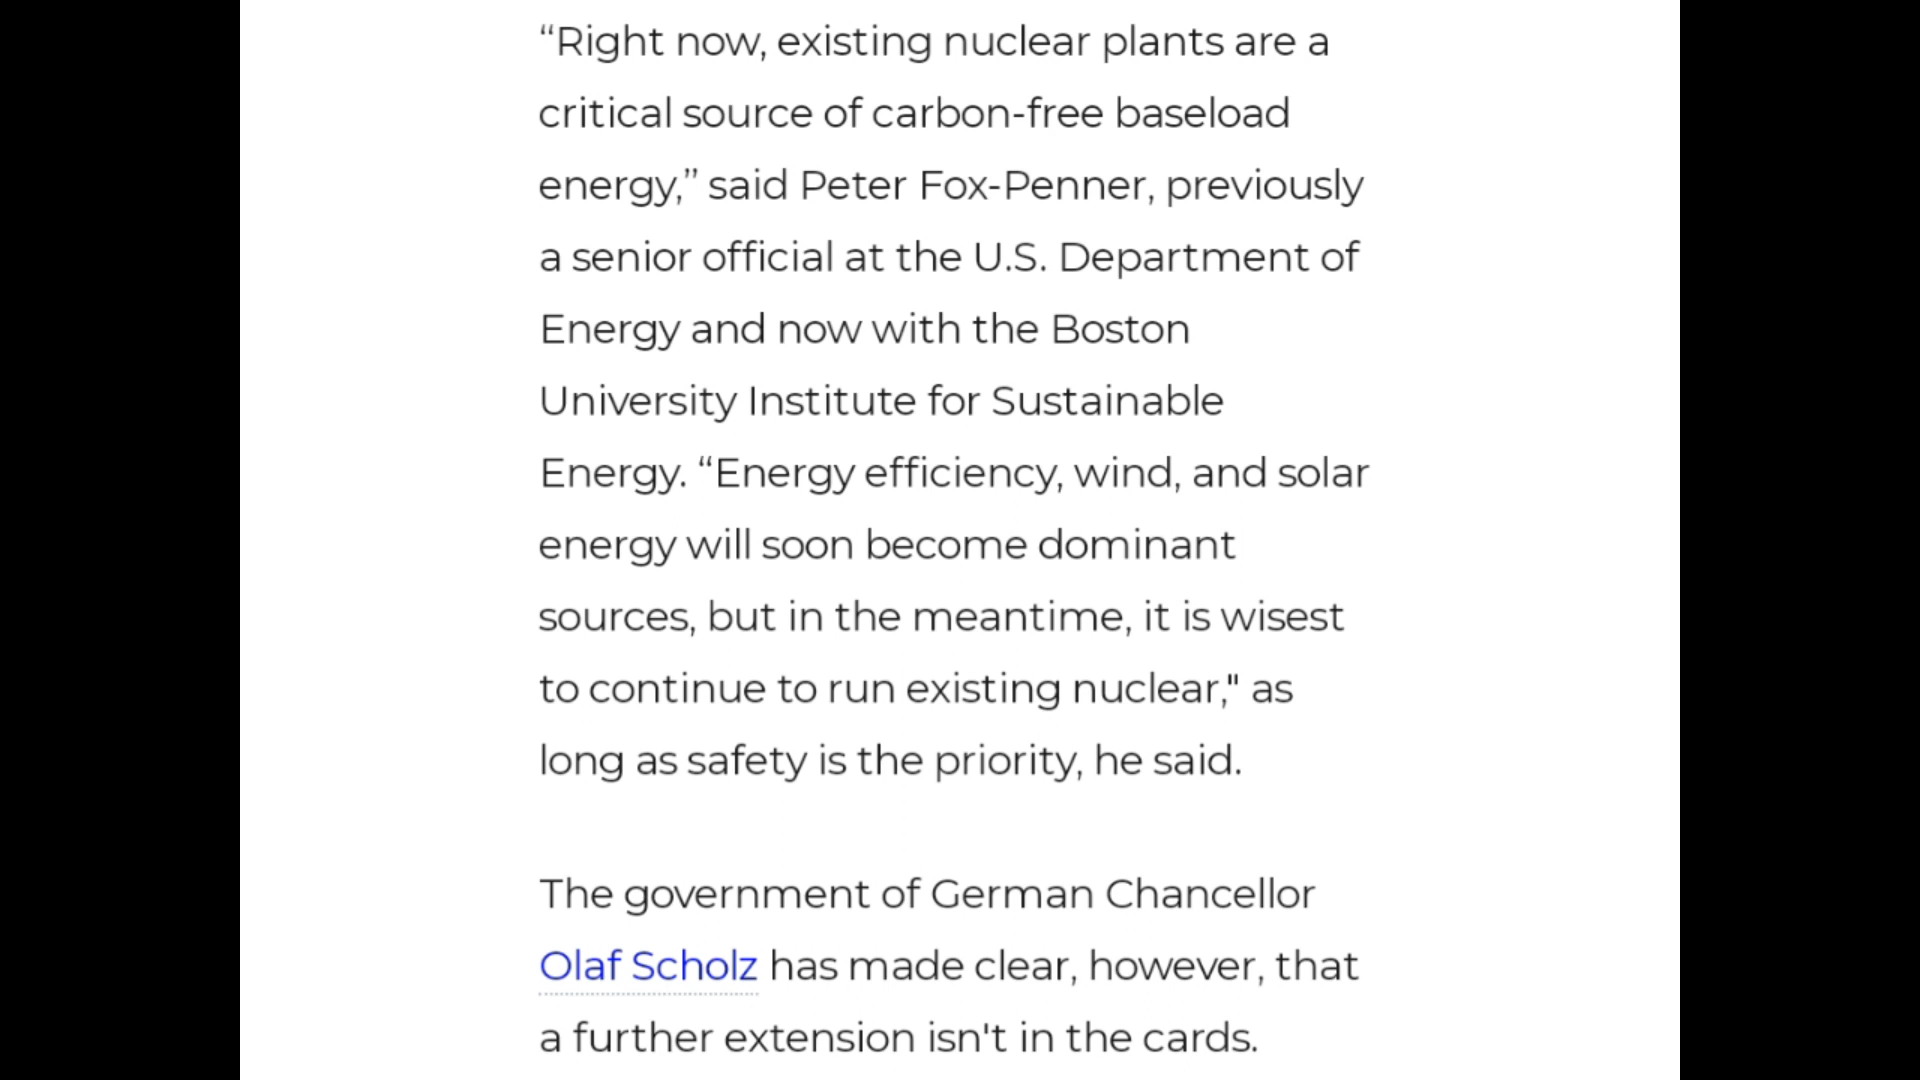 “Right now, existing nuclear plants are a
critical source of carbon-free baseload
energy,” said Peter Fox-Penner, previously
a senior official at the U.S. Department of
Energy and now with the Boston
University Institute for Sustainable
Energy. “Energy efficiency, wind, and solar
energy will soon become dominant
sources, but in the meantime, it is wisest
to continue to run existing nuclear," as
long as safety is the priority, he said.
The government of German Chancellor
Olaf Scholz has made clear, however, that
a further extension isn't in the cards.